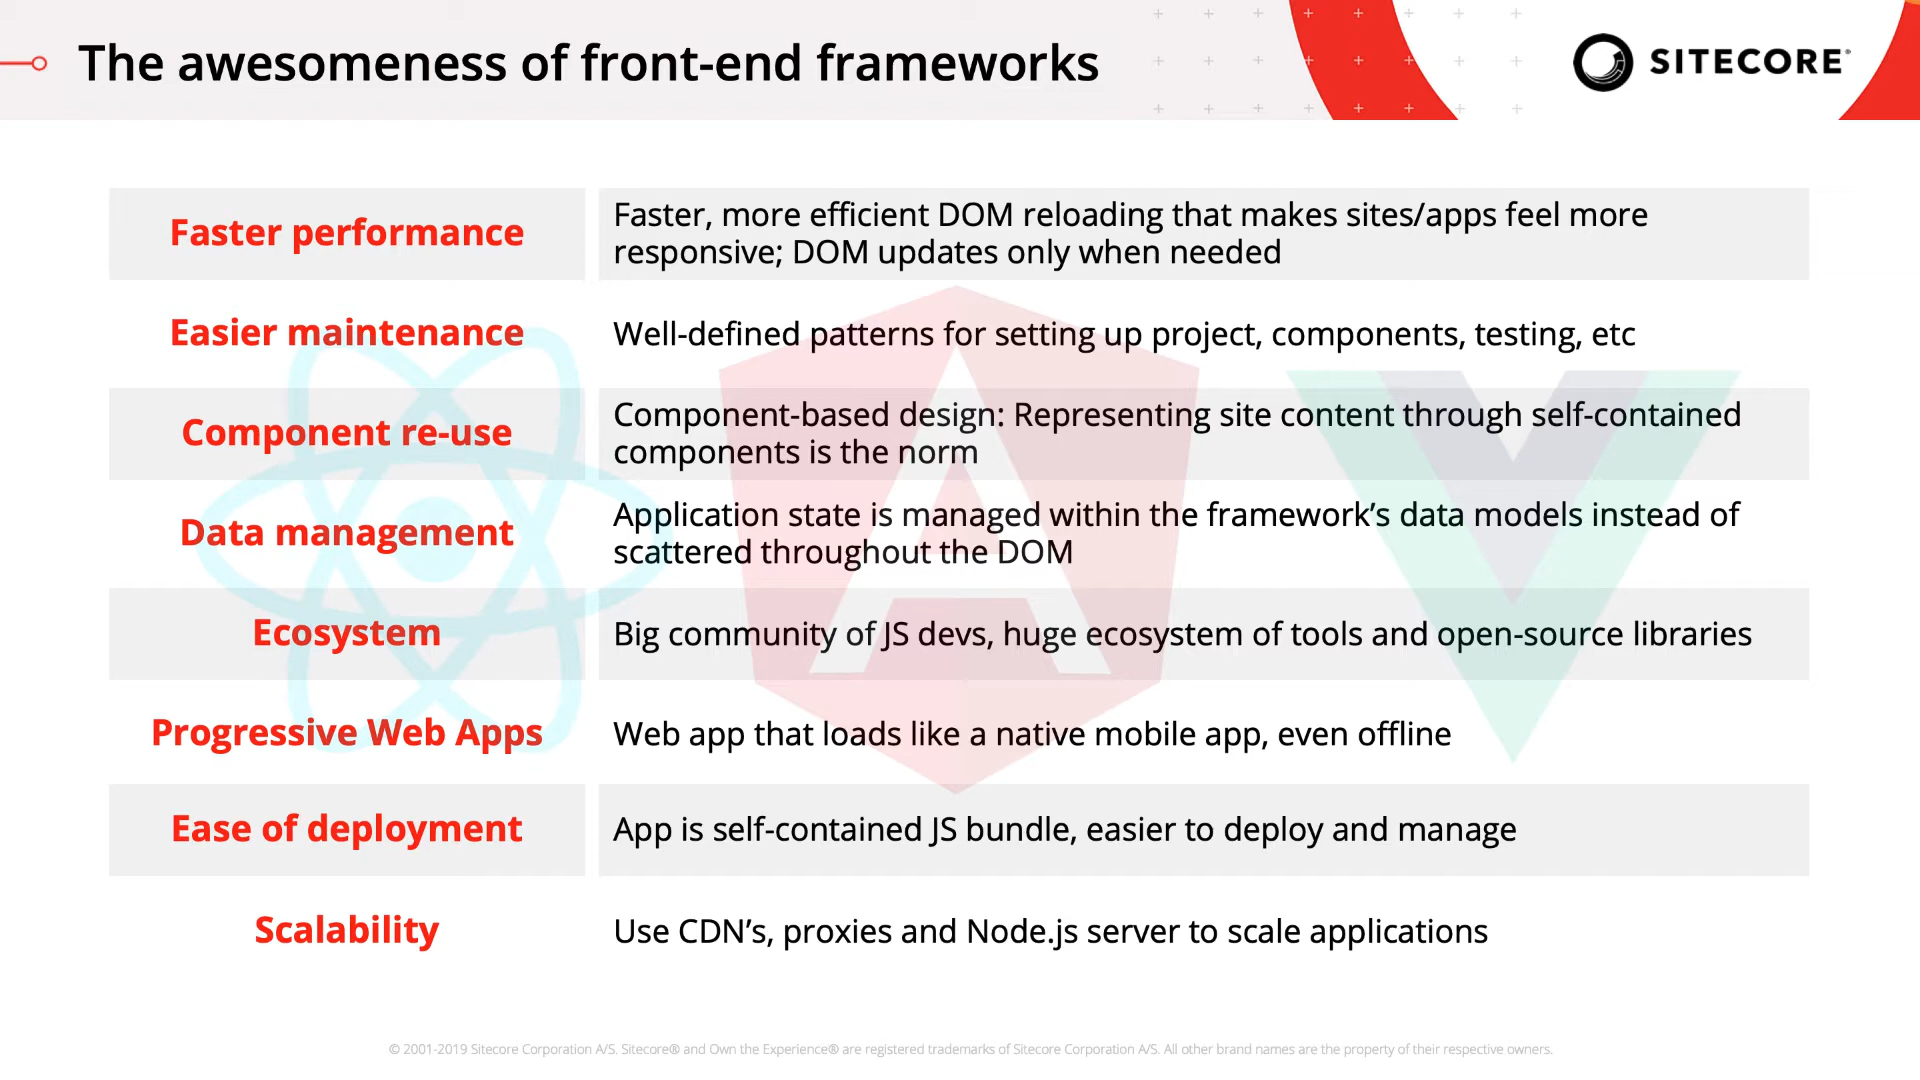 The awesomeness of front-end frameworks
SITECORE®
Faster performance
Faster, more efficient DOM reloading that makes sites/apps feel more
responsive; DOM updates only when needed
Easier maintenance
Well-defined patterns for setting up project, components, testing, etc
Component re-use
Component-based design: Representing site content through self-contained
components is the norm
Data management
Application state is managed within the framework’s data models instead of
scattered throughout the DOM
Ecosystem
Big community of JS devs, huge ecosystem of tools and open-source libraries
Progressive Web Apps
Web app that loads like a native mobile app, even offline
Ease of deployment
App is self-contained JS bundle, easier to deploy and manage
Scalability
Use CDN’s, proxies and Node.js server to scale applications
© 2001-2019 Sitecore Corporation A/S. Sitecore® and Own the Experience® are registered trademarks of Sitecore Corporation A/S. All other brand names are the property of their respective owners.